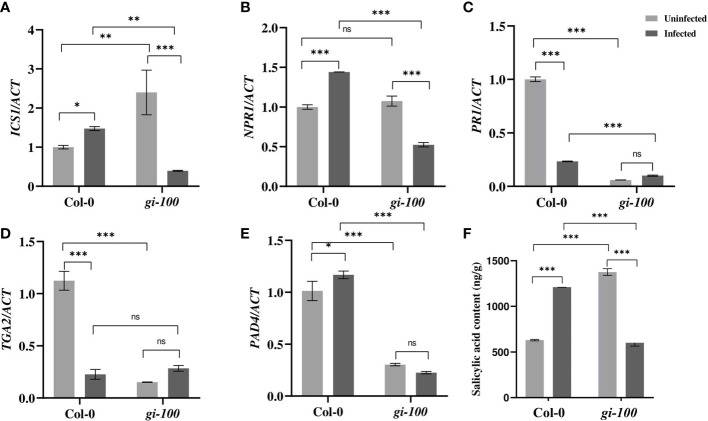 A
ICS1/ACT
5
4
3
2
1
0
**
**
***
*
Col-0
gi-100
B
NPR1/ACT
2.0
1.5
1.0
0.5
0.0
***
ns
***
***
Col-0
gi-100
C
PR1/ACT
1.5
1.0
0.5
0.0
Uninfected
Infected
***
***
***
ns
Col-0
gi-100
D
TGA2/ACT
1.5
1.0
0.5
0.0
***
***
ns
ns
Col-0
gi-100
E
PAD4/ACT
1.5
1.0
0.5
0.0
***
***
*
ns
Col-0
gi-100
F
Salicylic acid content (ng/g)
1350
900
450
0
***
***
***
***
Col-0
gi-100